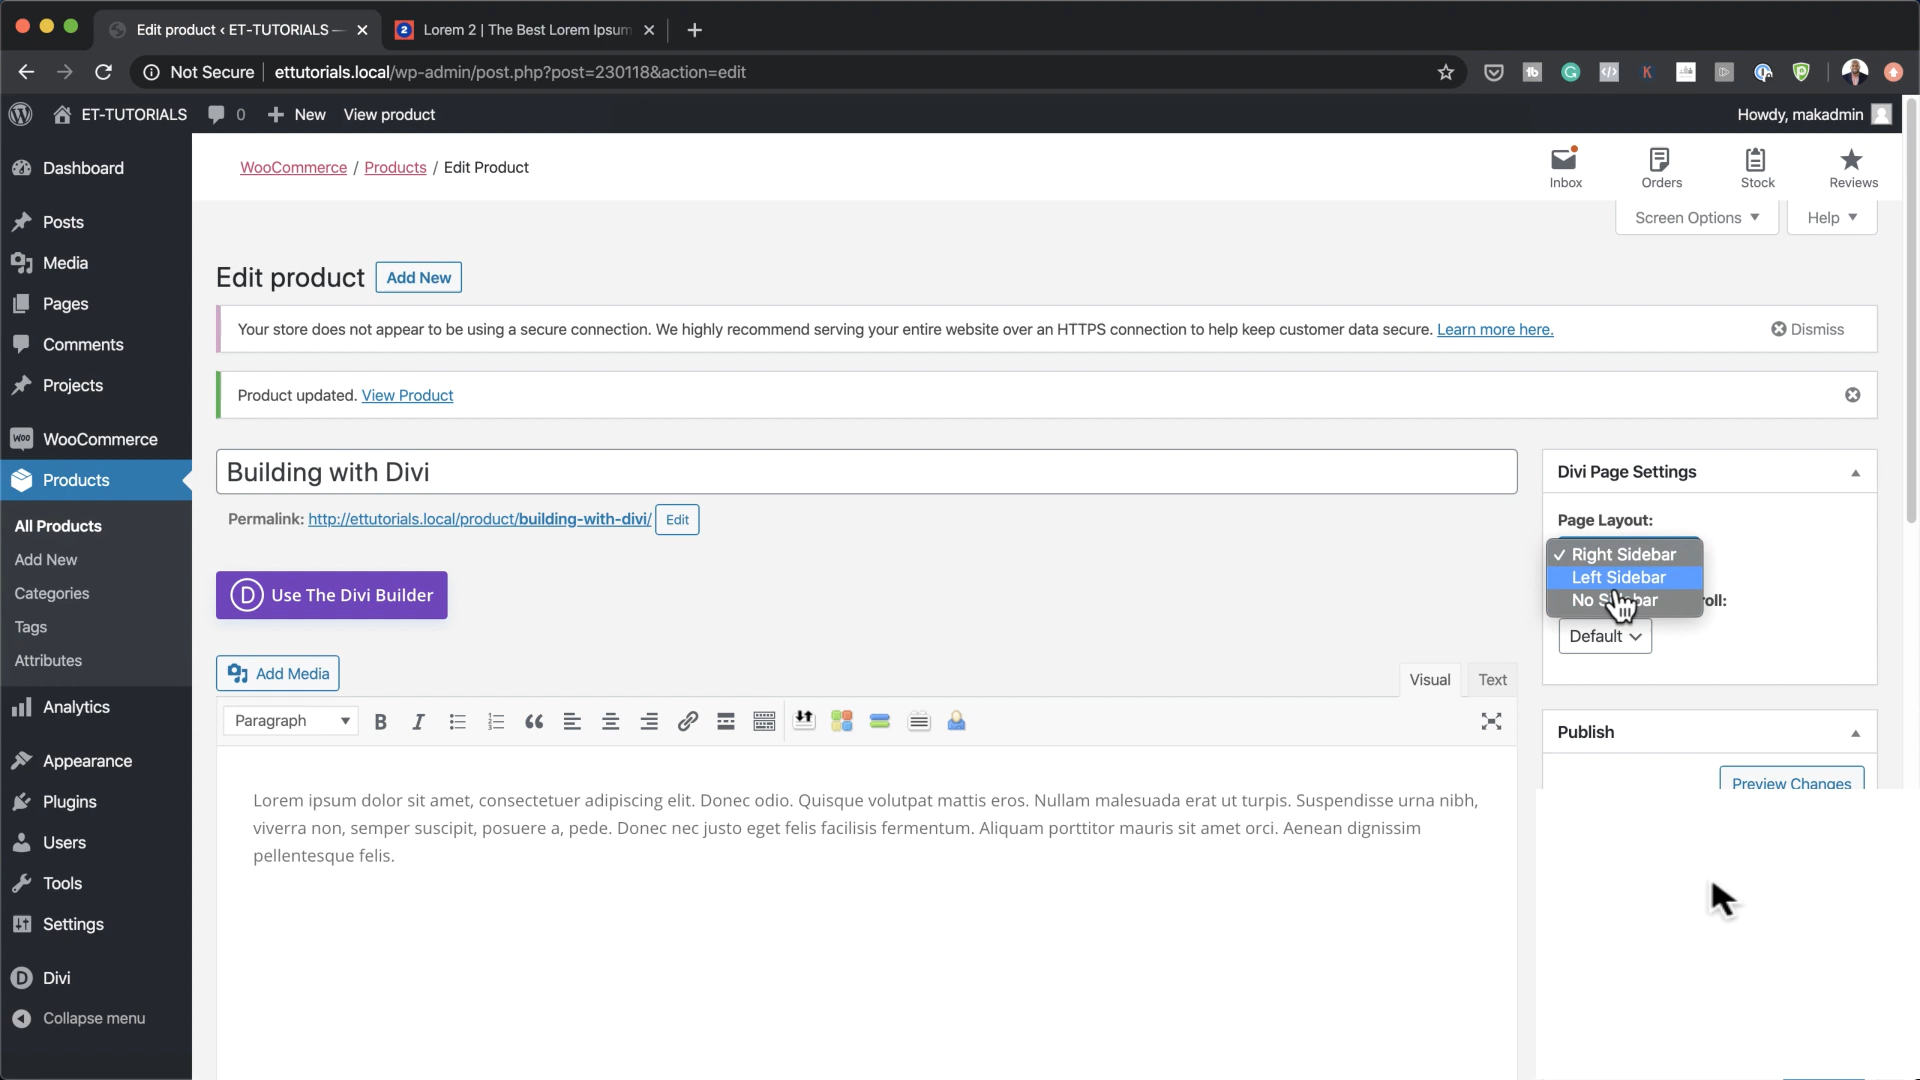 Edit product ‹ ET-TUTORIALS —
Lorem 2 | The Best Lorem Ipsum
Not Secure
ettutorials.local/wp-admin/post.php?post=230118&action=edit
ET-TUTORIALS
0
New
View product
Howdy, makadmin
Dashboard
Posts
Media
Pages
Comments
Projects
WooCommerce
Products
All Products
Add New
Categories
Tags
Attributes
Analytics
Appearance
Plugins
Users
Tools
Settings
Divi
Collapse menu
WooCommerce / Products / Edit Product
Inbox
Orders
Stock
Reviews
Screen Options
Help
Edit product
Add New
Your store does not appear to be using a secure connection. We highly recommend serving your entire website over an HTTPS connection to help keep customer data secure. Learn more here.
Dismiss
Product updated. View Product
Building with Divi
Permalink: http://ettutorials.local/product/building-with-divi/
Edit
Use The Divi Builder
Add Media
Visual
Text
Paragraph
Lorem ipsum dolor sit amet, consectetuer adipiscing elit. Donec odio. Quisque volutpat mattis eros. Nullam malesuada erat ut turpis. Suspendisse urna nibh,
viverra non, semper suscipit, posuere a, pede. Donec nec justo eget felis facilisis fermentum. Aliquam porttitor mauris sit amet orci. Aenean dignissim
pellentesque felis.
Divi Page Settings
Page Layout:
Right Sidebar
Left Sidebar
No Sidebar
roll:
Default
Publish
Preview Changes